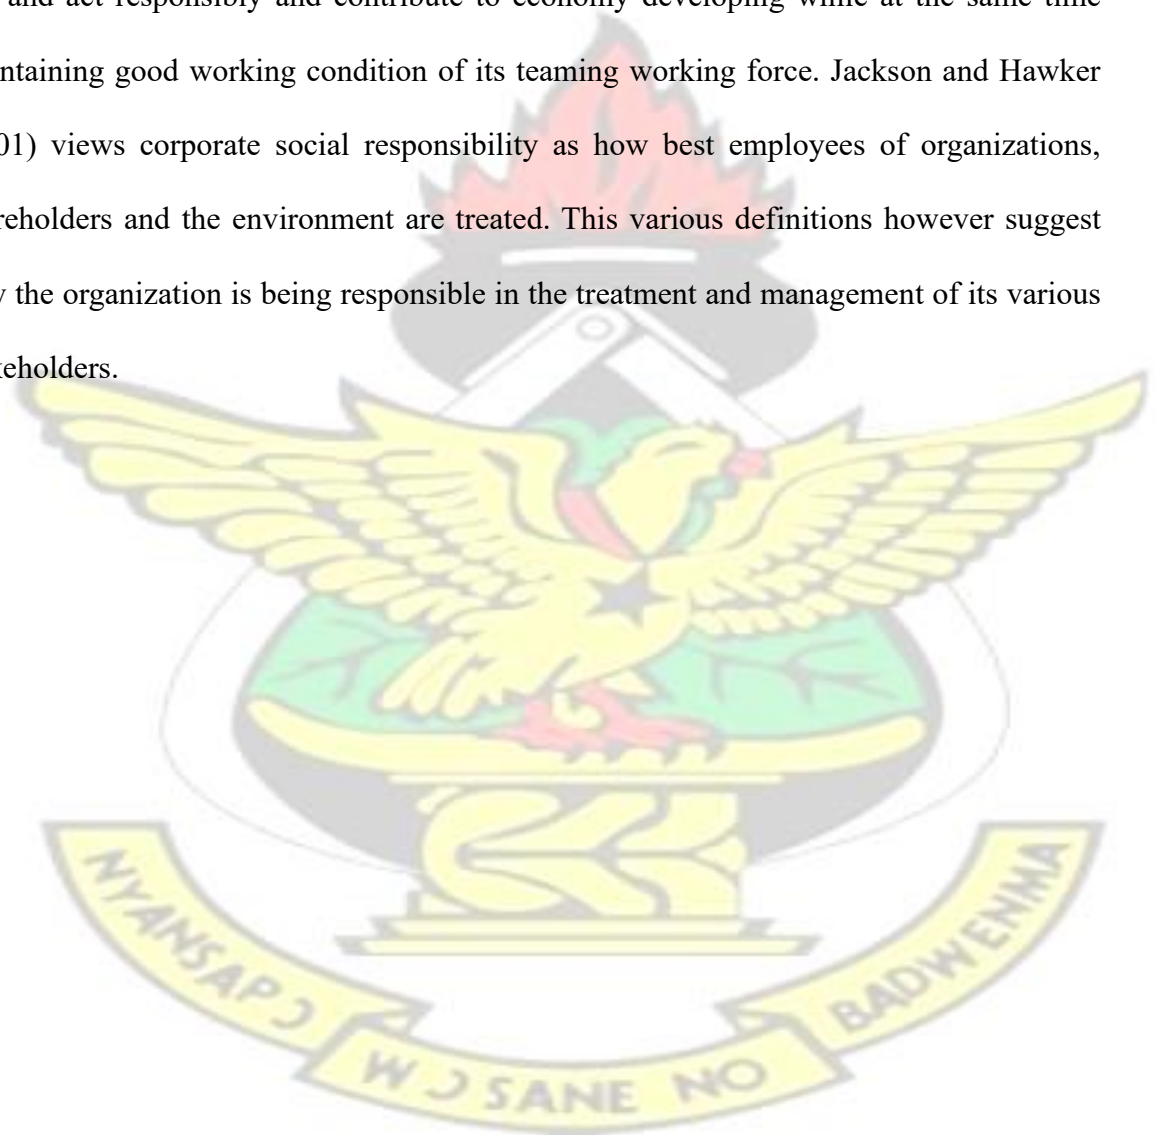 and act responsibly and contribute to economy developing while at the same time
ntaining good working condition of its teaming working force. Jackson and Hawker
01) views corporate social responsibility as how best employees of organizations,
reholders and the environment are treated. This various definitions however suggest
the organization is being responsible in the treatment and management of its various
keholders.
NYANSAPƆ
WƆSANE NO
BADWENMA